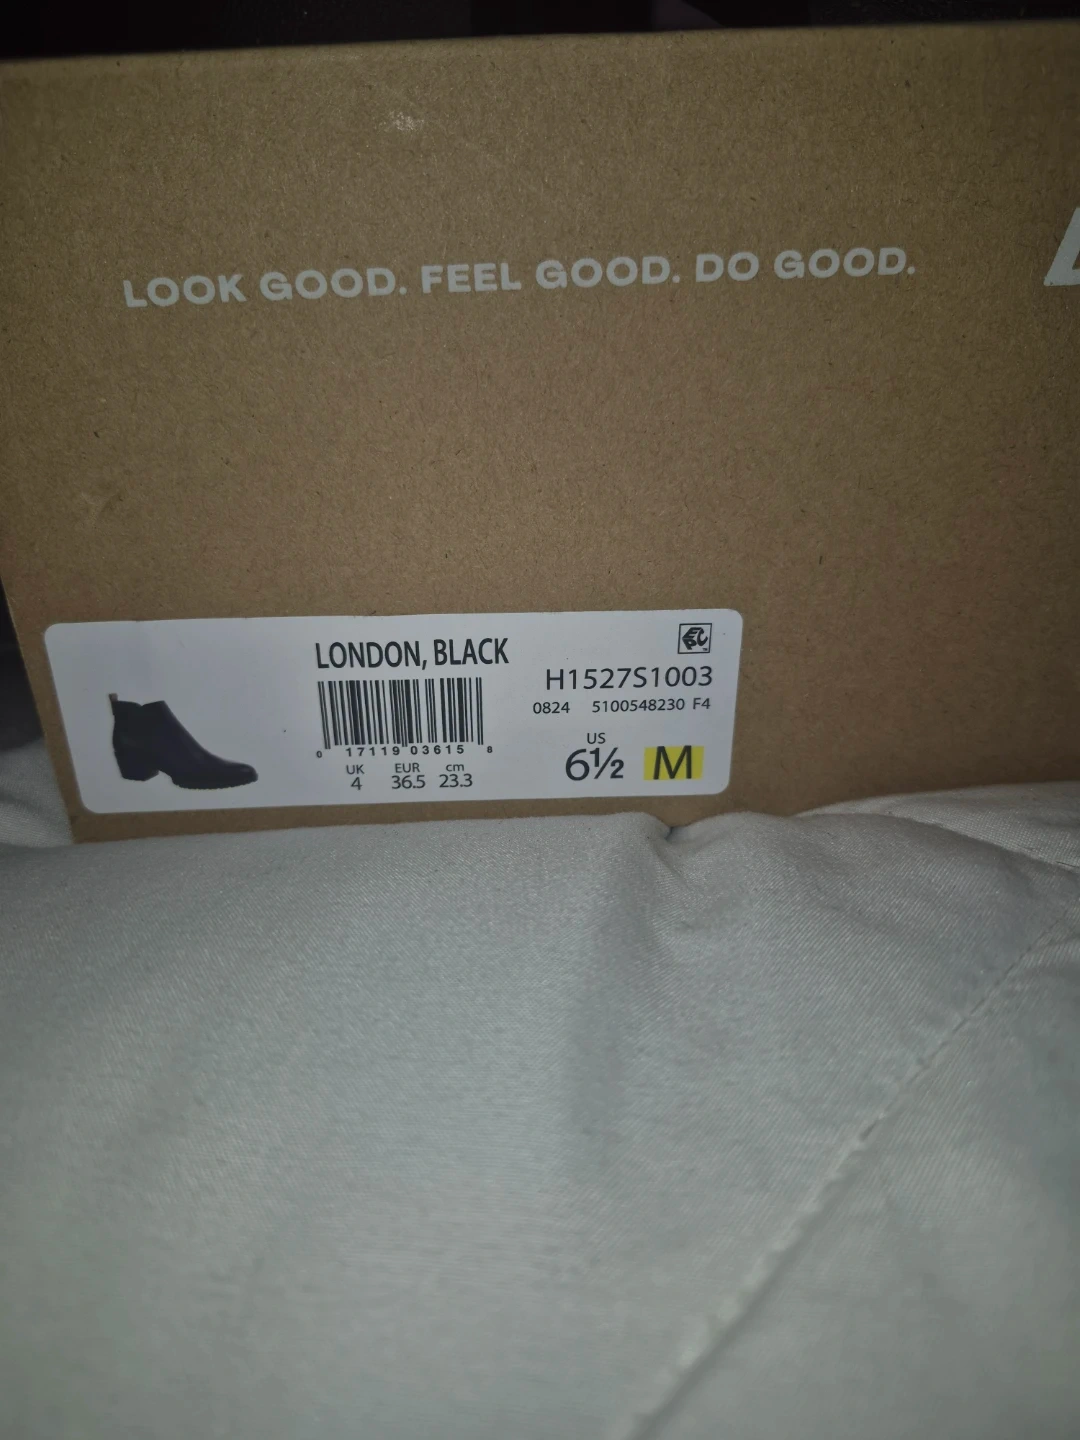 LOOK GOOD. FEEL GOOD. DO GOOD.
LONDON, BLACK
H1527S1003
0824 5100548230 F4
0 17119 03615 8
UK EUR cm
4 36.5 23.3
US
6½ M